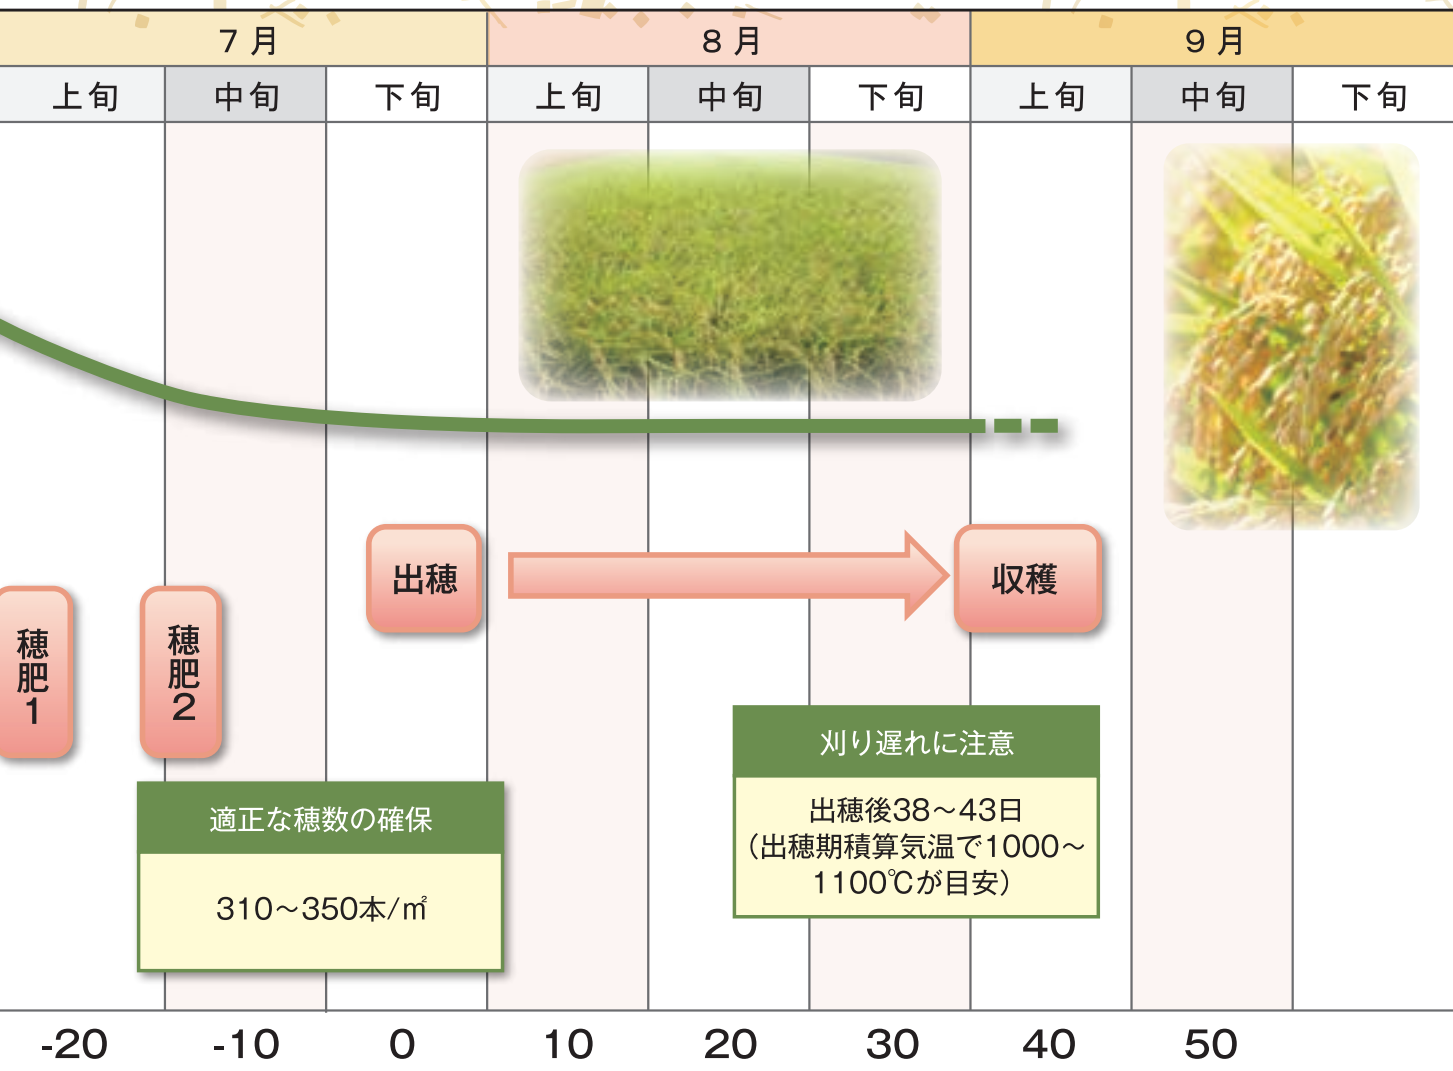 7月 8月 9月
上旬 中旬 下旬 上旬 中旬 下旬 上旬 中旬 下旬
出穂
収穫
穂肥1
穂肥2
刈り遅れに注意
出穂後38～43日
（出穂期積算気温で1000～
1100℃が目安）
適正な穂数の確保
310～350本/㎡
-20 -10 0 10 20 30 40 50